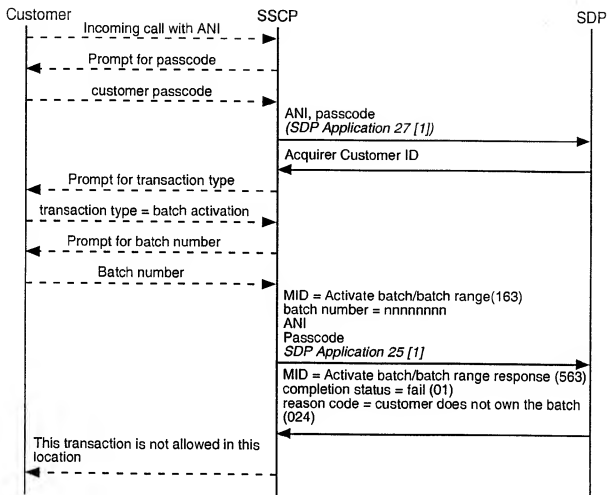 Customer
SSCP
SDP
Incoming call with ANI
Prompt for passcode
customer passcode
ANI, passcode
(SDP Application 27 [1])
Acquirer Customer ID
Prompt for transaction type
transaction type = batch activation
Prompt for batch number
Batch number
MID = Activate batch/batch range(163)
batch number = nnnnnnnn
ANI
Passcode
SDP Application 25 [1]
MID = Activate batch/batch range response (563)
completion status = fail (01)
reason code = customer does not own the batch
(024)
This transaction is not allowed in this
location